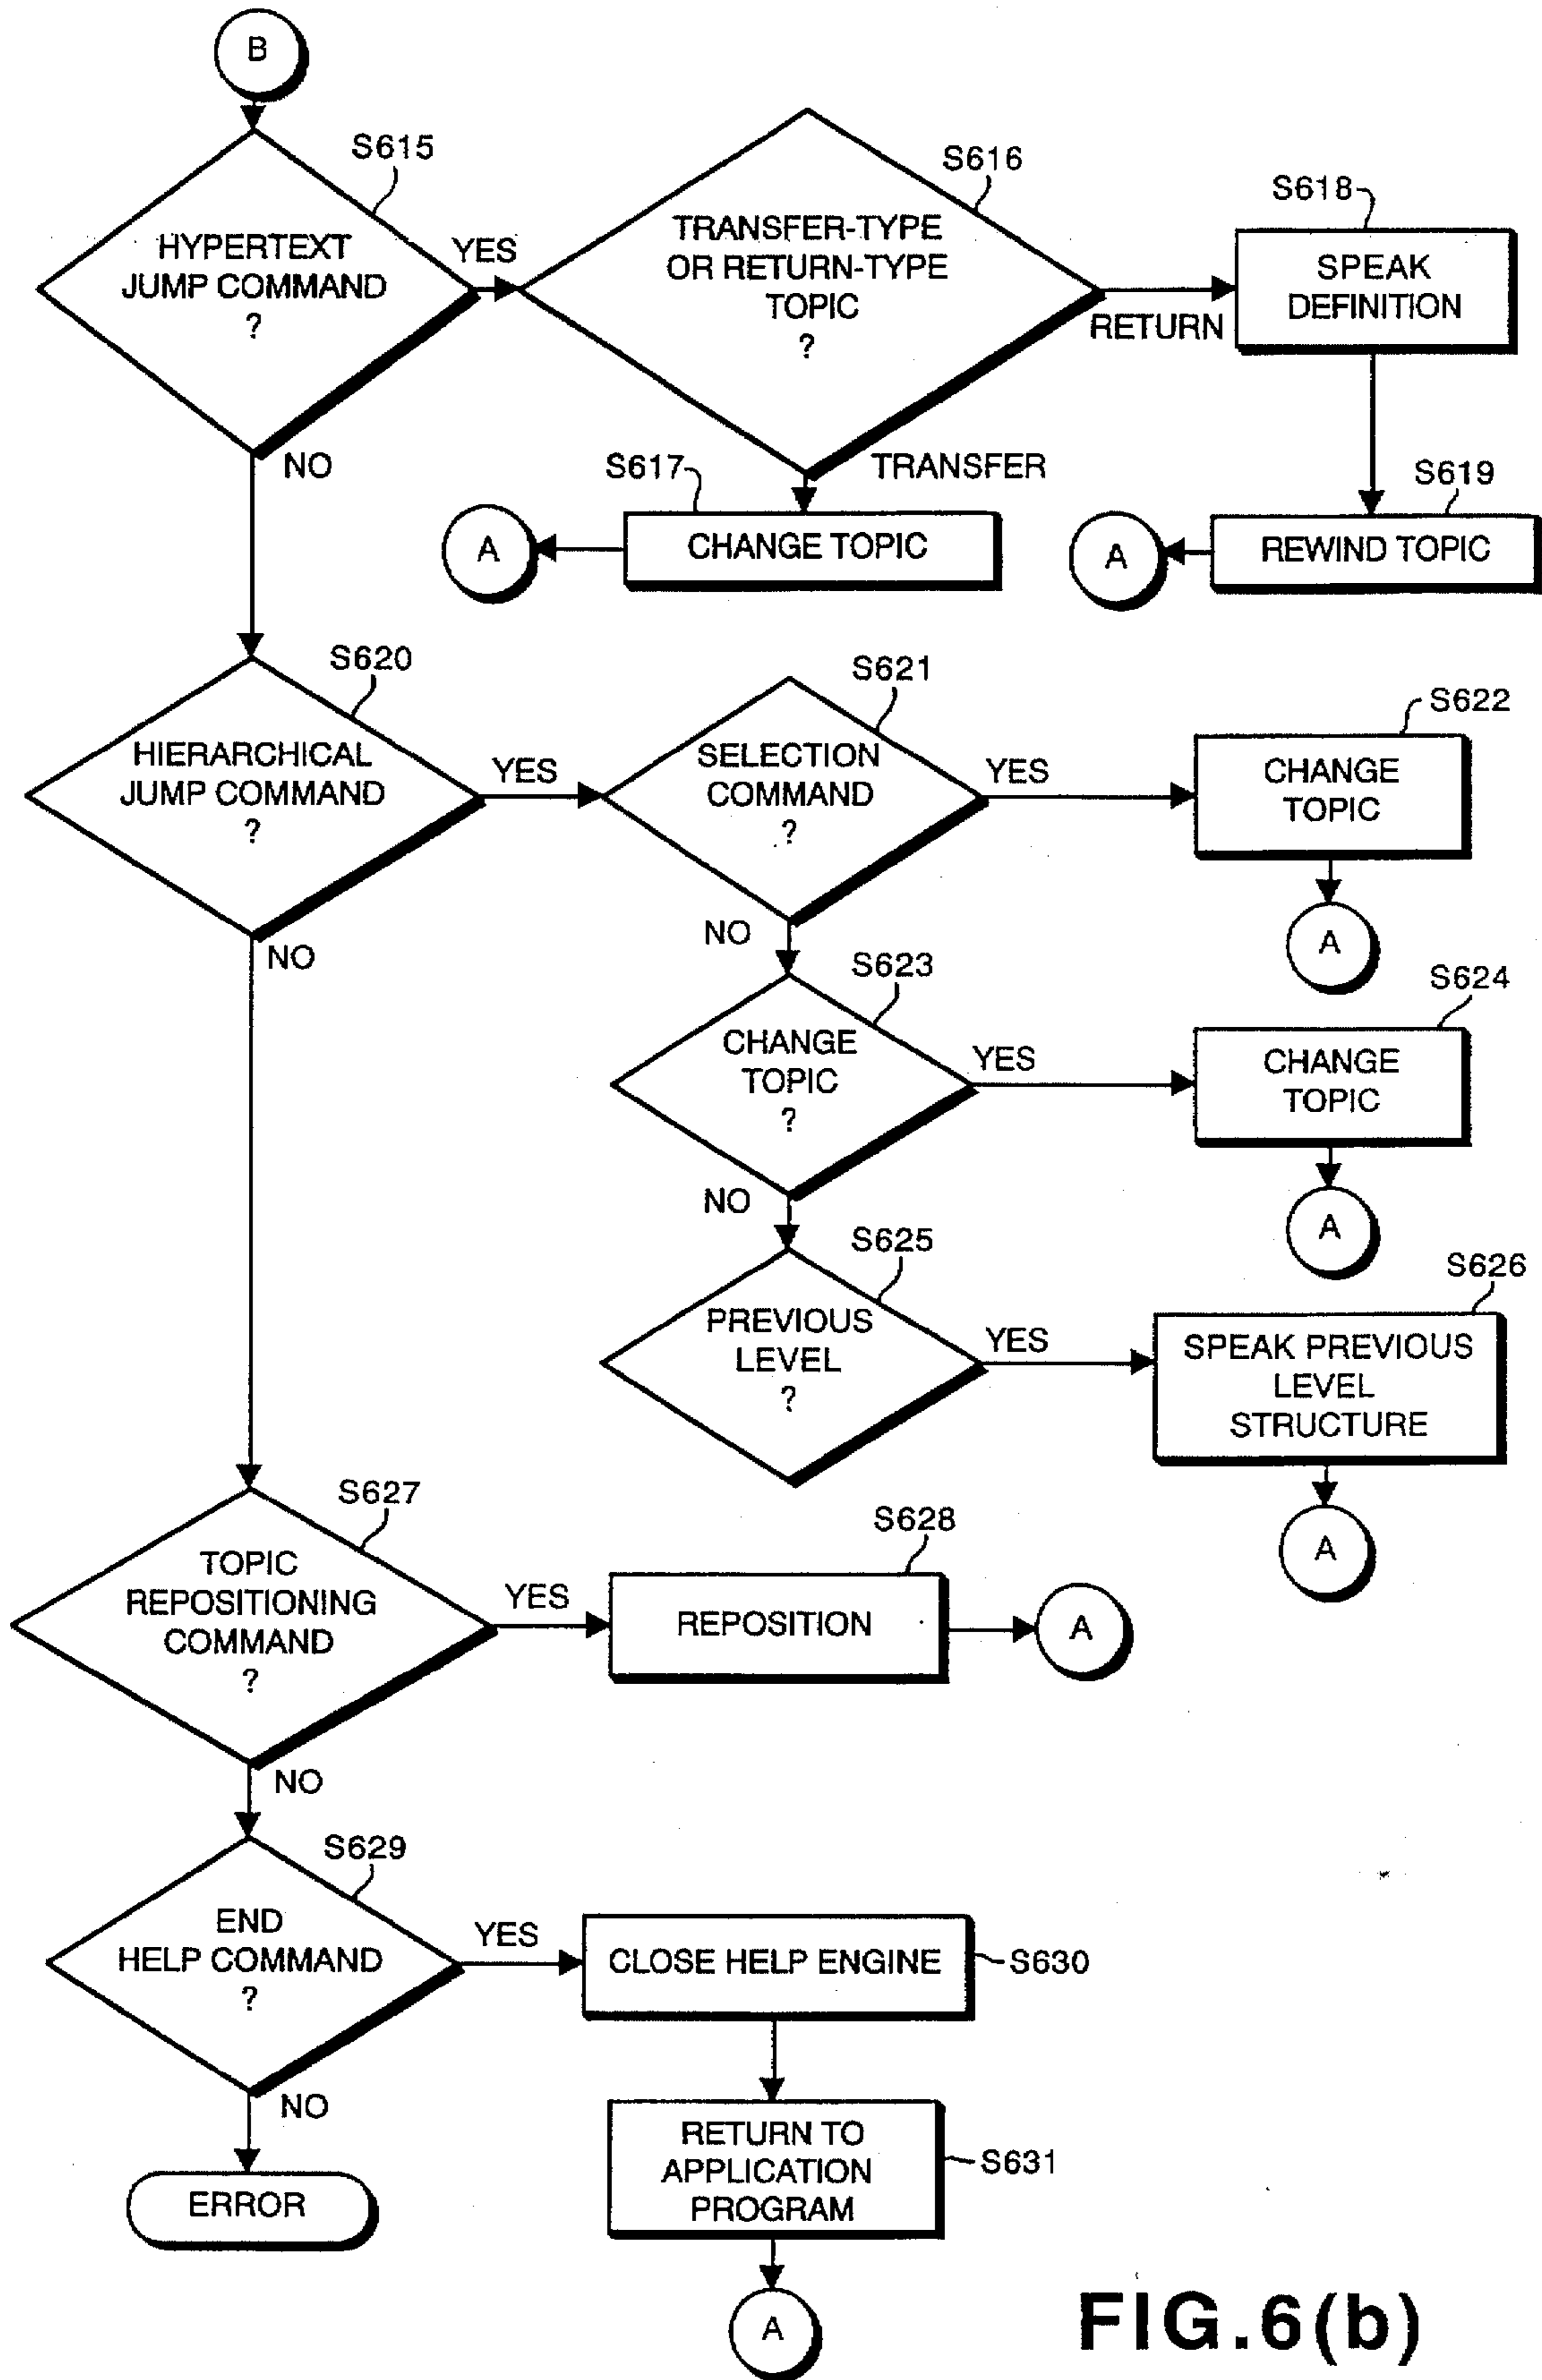 B
S615
HYPERTEXT
JUMP COMMAND
?
YES
NO
S616
TRANSFER-TYPE
OR RETURN-TYPE
TOPIC
?
RETURN
TRANSFER
S618
SPEAK
DEFINITION
S617
CHANGE TOPIC
A
S619
REWIND TOPIC
A
S620
HIERARCHICAL
JUMP COMMAND
?
YES
NO
S621
SELECTION
COMMAND
?
YES
NO
S622
CHANGE
TOPIC
A
S623
CHANGE
TOPIC
?
YES
NO
S624
CHANGE
TOPIC
A
S625
PREVIOUS
LEVEL
?
YES
S626
SPEAK PREVIOUS
LEVEL
STRUCTURE
A
S627
TOPIC
REPOSITIONING
COMMAND
?
YES
NO
S628
REPOSITION
A
S629
END
HELP COMMAND
?
YES
NO
CLOSE HELP ENGINE
S630
RETURN TO
APPLICATION
PROGRAM
S631
A
ERROR
FIG.6(b)